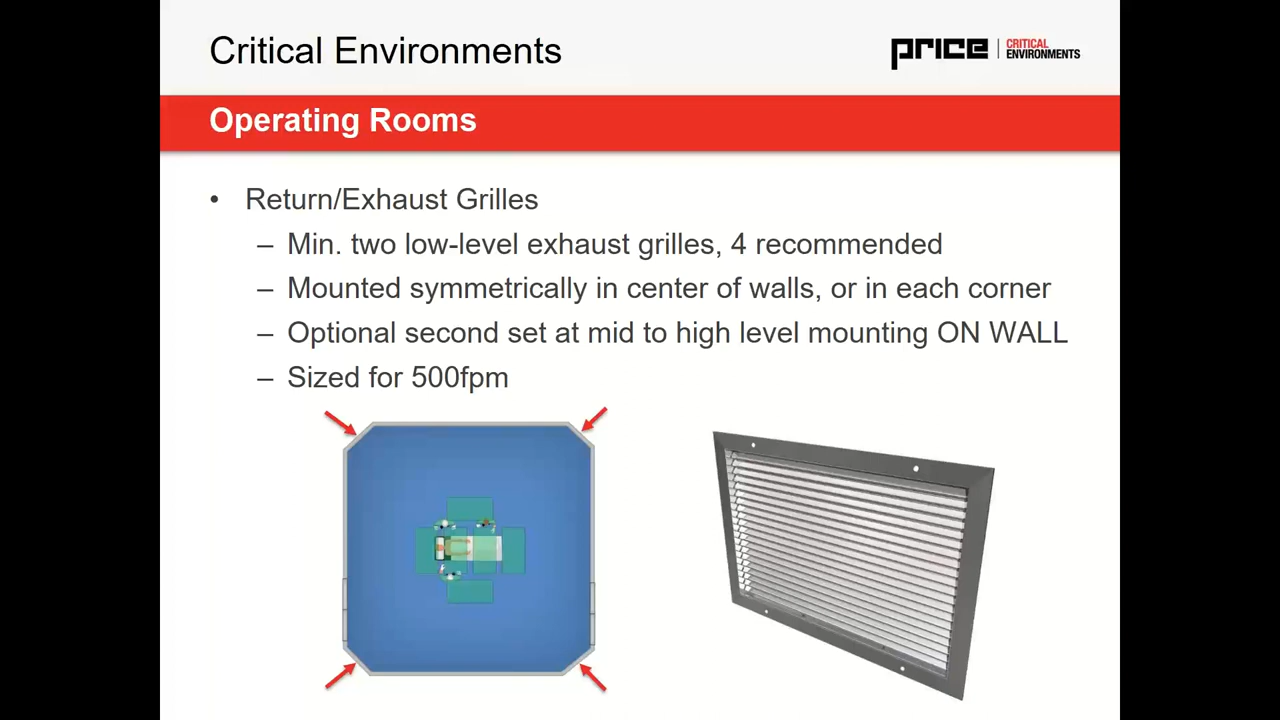 Critical Environments
price | CRITICAL
ENVIRONMENTS
Operating Rooms
• Return/Exhaust Grilles
– Min. two low-level exhaust grilles, 4 recommended
– Mounted symmetrically in center of walls, or in each corner
– Optional second set at mid to high level mounting ON WALL
– Sized for 500fpm